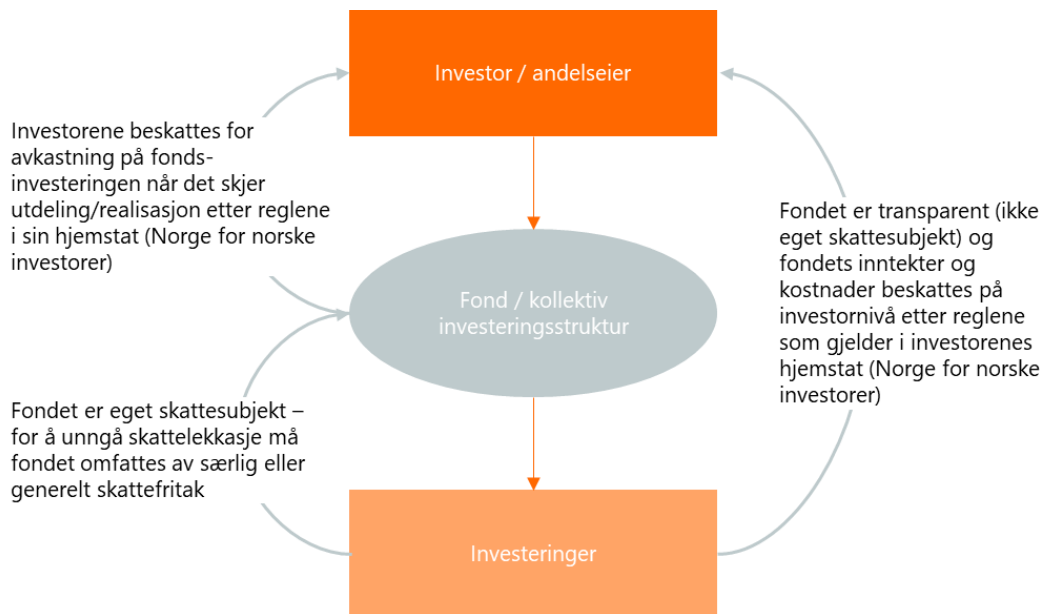 Investor / andelseier
Investorene beskattes for
avkastning på fonds-
investeringen når det skjer
utdeling/realisasjon etter reglene
i sin hjemstat (Norge for norske
investorer)
Fondet er transparent (ikke
eget skattesubjekt) og
fondets inntekter og
kostnader beskattes på
investornivå etter reglene
som gjelder i investorenes
hjemstat (Norge for norske
investorer)
Fond / kollektiv
investeringsstruktur
Fondet er eget skattesubjekt –
for å unngå skattelekkasje må
fondet omfattes av særlig eller
generelt skattefritak
Investeringer